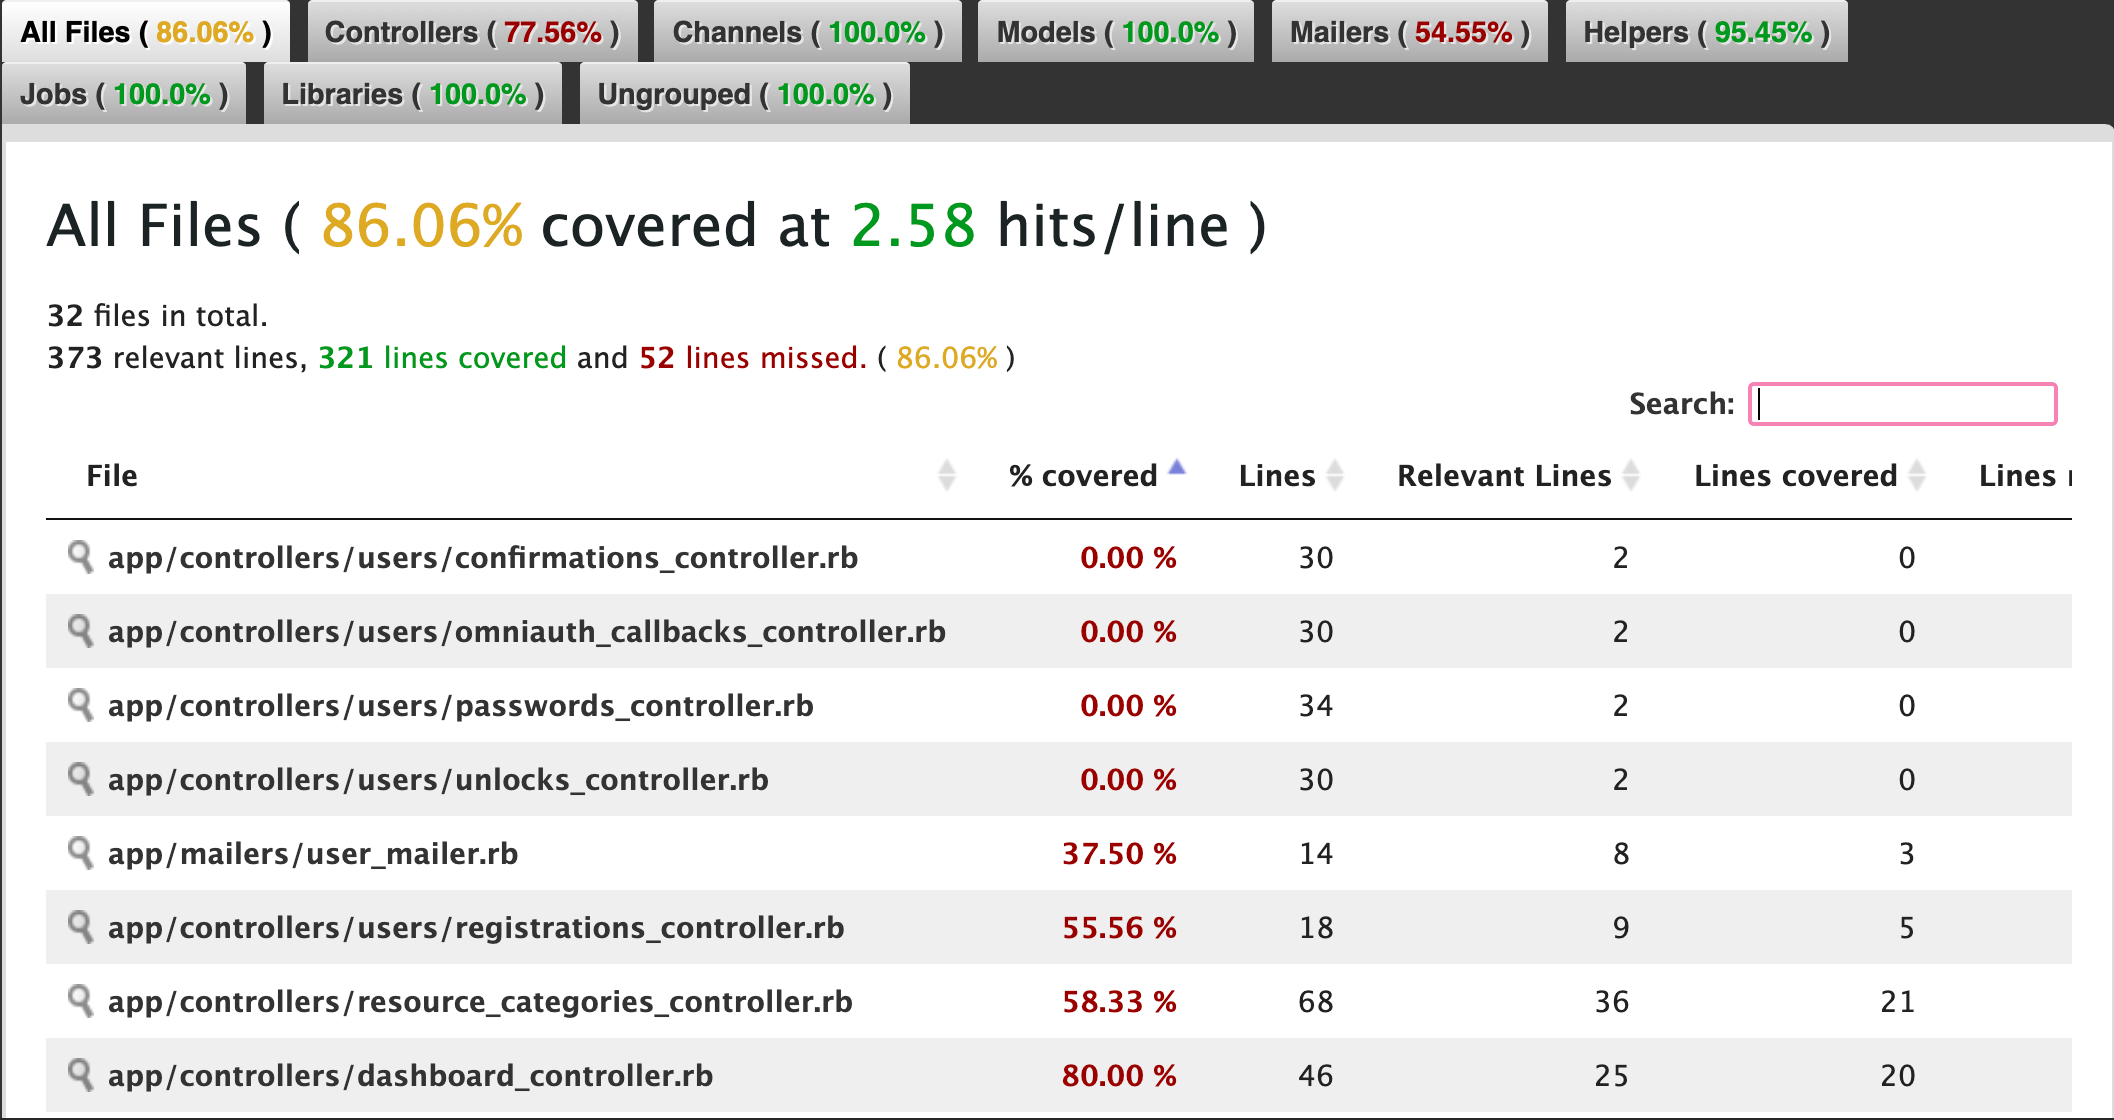 All Files ( 86.06% ) Controllers ( 77.56% ) Channels ( 100.0% ) Models ( 100.0% ) Mailers ( 54.55% ) Helpers ( 95.45% )
Jobs ( 100.0% ) Libraries ( 100.0% ) Ungrouped ( 100.0% )
All Files ( 86.06% covered at 2.58 hits/line )
32 files in total.
373 relevant lines, 321 lines covered and 52 lines missed. ( 86.06% )
Search:
File % covered Lines Relevant Lines Lines covered Lines
app/controllers/users/confirmations_controller.rb 0.00 % 30 2 0
app/controllers/users/omniauth_callbacks_controller.rb 0.00 % 30 2 0
app/controllers/users/passwords_controller.rb 0.00 % 34 2 0
app/controllers/users/unlocks_controller.rb 0.00 % 30 2 0
app/mailers/user_mailer.rb 37.50 % 14 8 3
app/controllers/users/registrations_controller.rb 55.56 % 18 9 5
app/controllers/resource_categories_controller.rb 58.33 % 68 36 21
app/controllers/dashboard_controller.rb 80.00 % 46 25 20